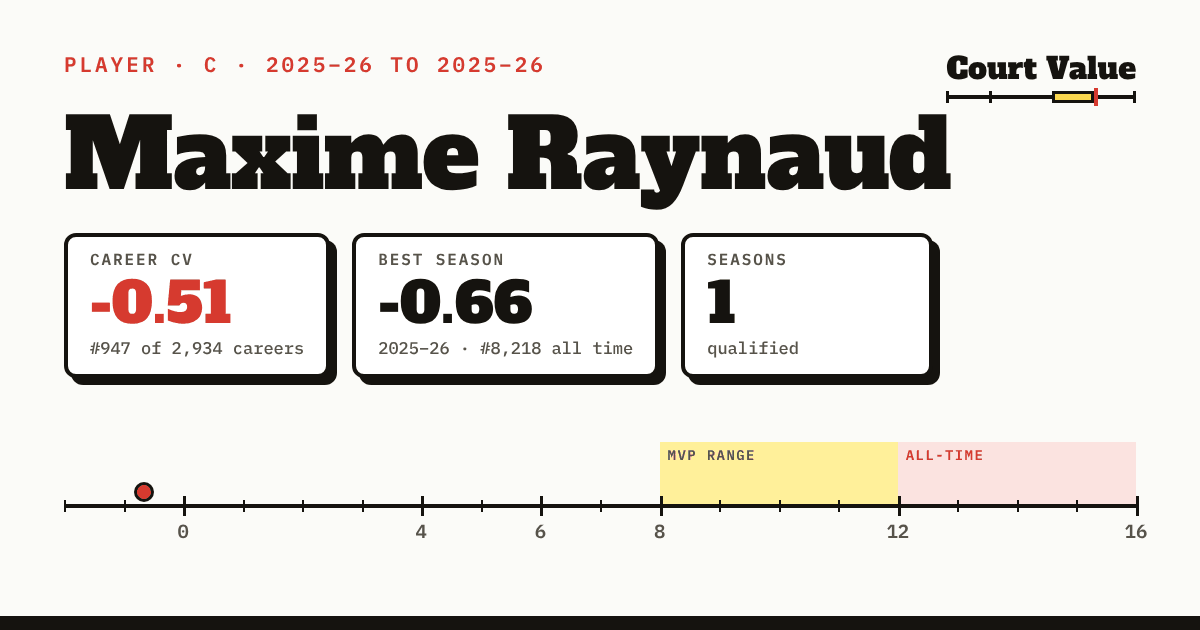 PLAYER · C · 2025–26 TO 2025–26
Court Value
Maxime Raynaud
CAREER CV
-0.51
#947 of 2,934 careers
BEST SEASON
-0.66
2025–26 · #8,218 all time
SEASONS
1
qualified
MVP RANGE
ALL-TIME
0 4 6 8 12 16